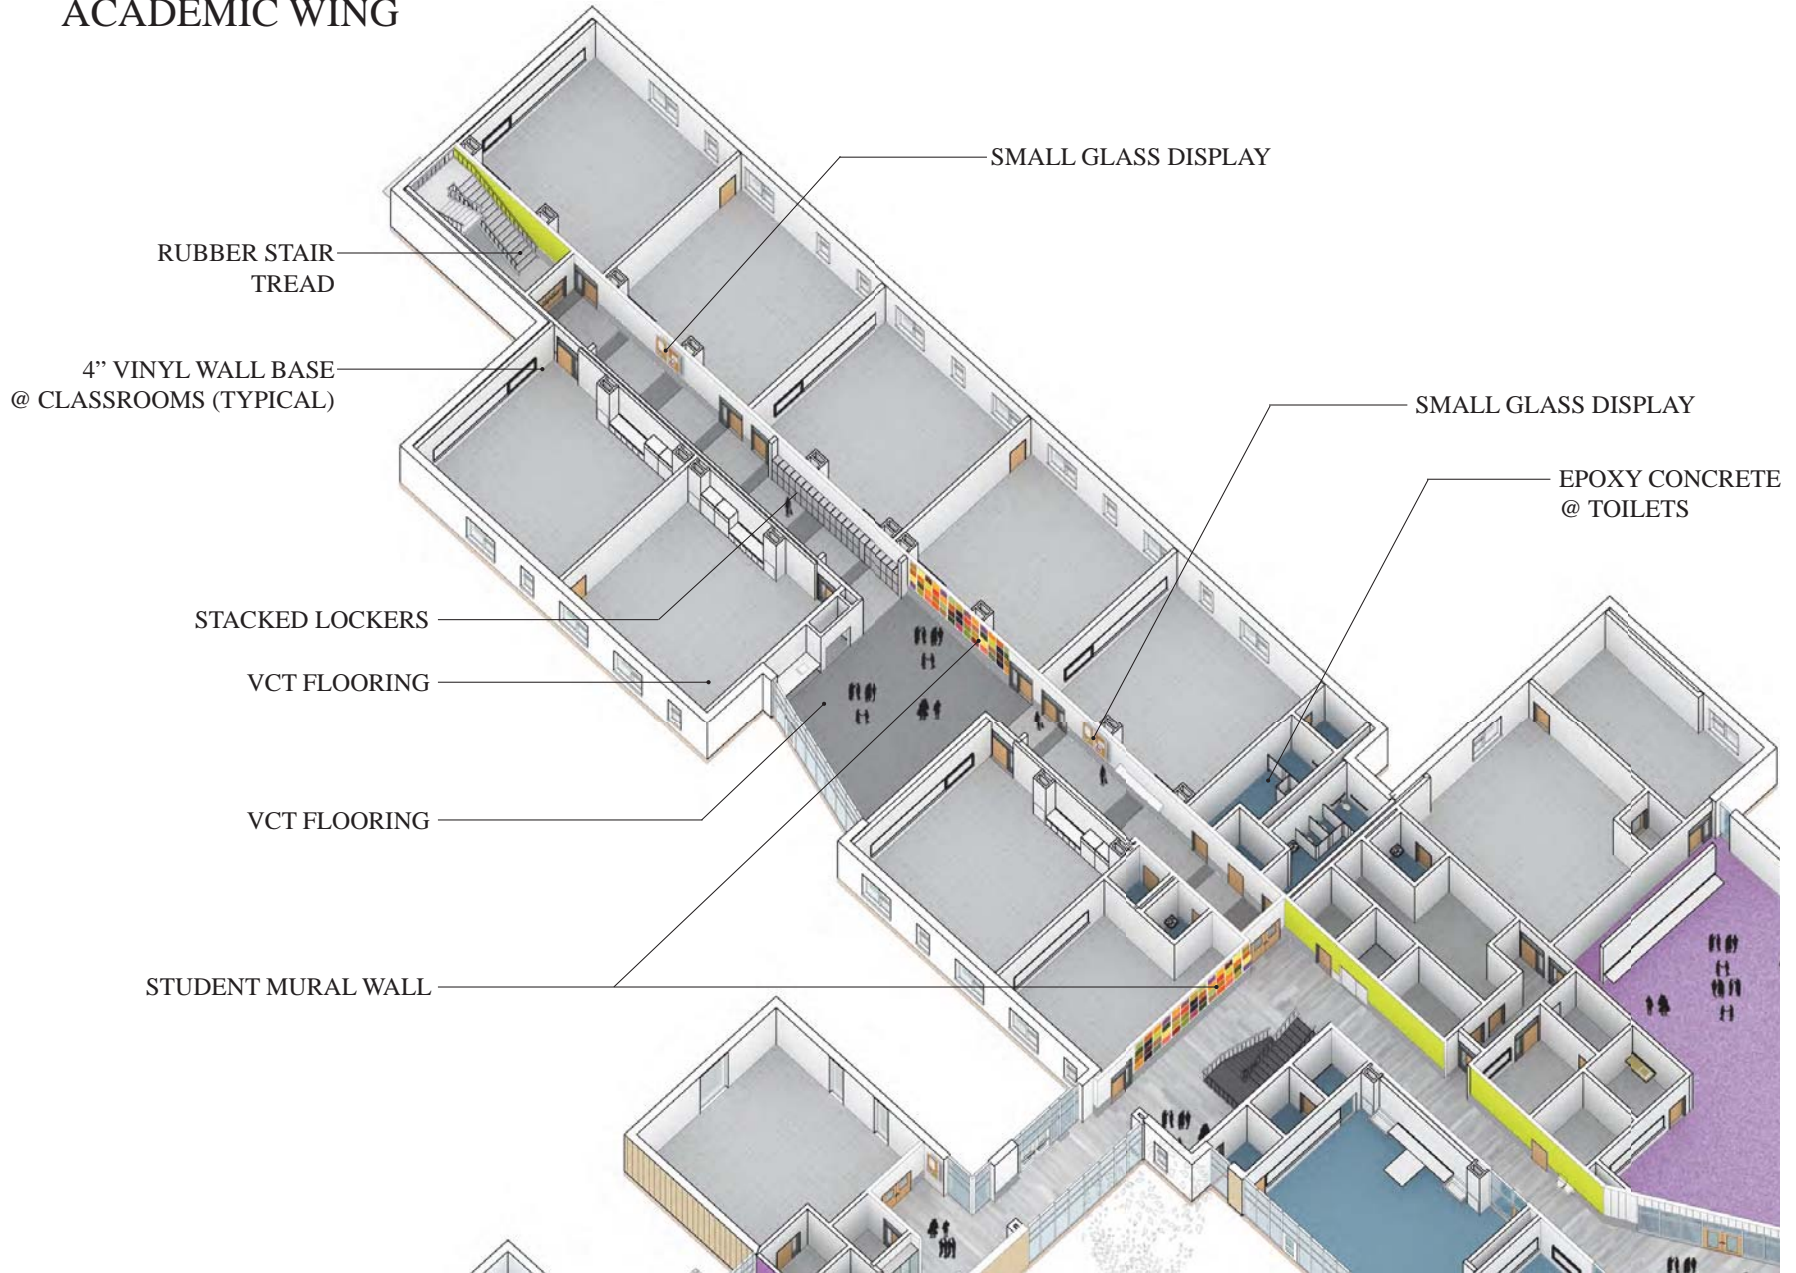 ACADEMIC WING
SMALL GLASS DISPLAY
RUBBER STAIR
TREAD
4” VINYL WALL BASE
@ CLASSROOMS (TYPICAL)
SMALL GLASS DISPLAY
EPOXY CONCRETE
@ TOILETS
STACKED LOCKERS
VCT FLOORING
VCT FLOORING
STUDENT MURAL WALL